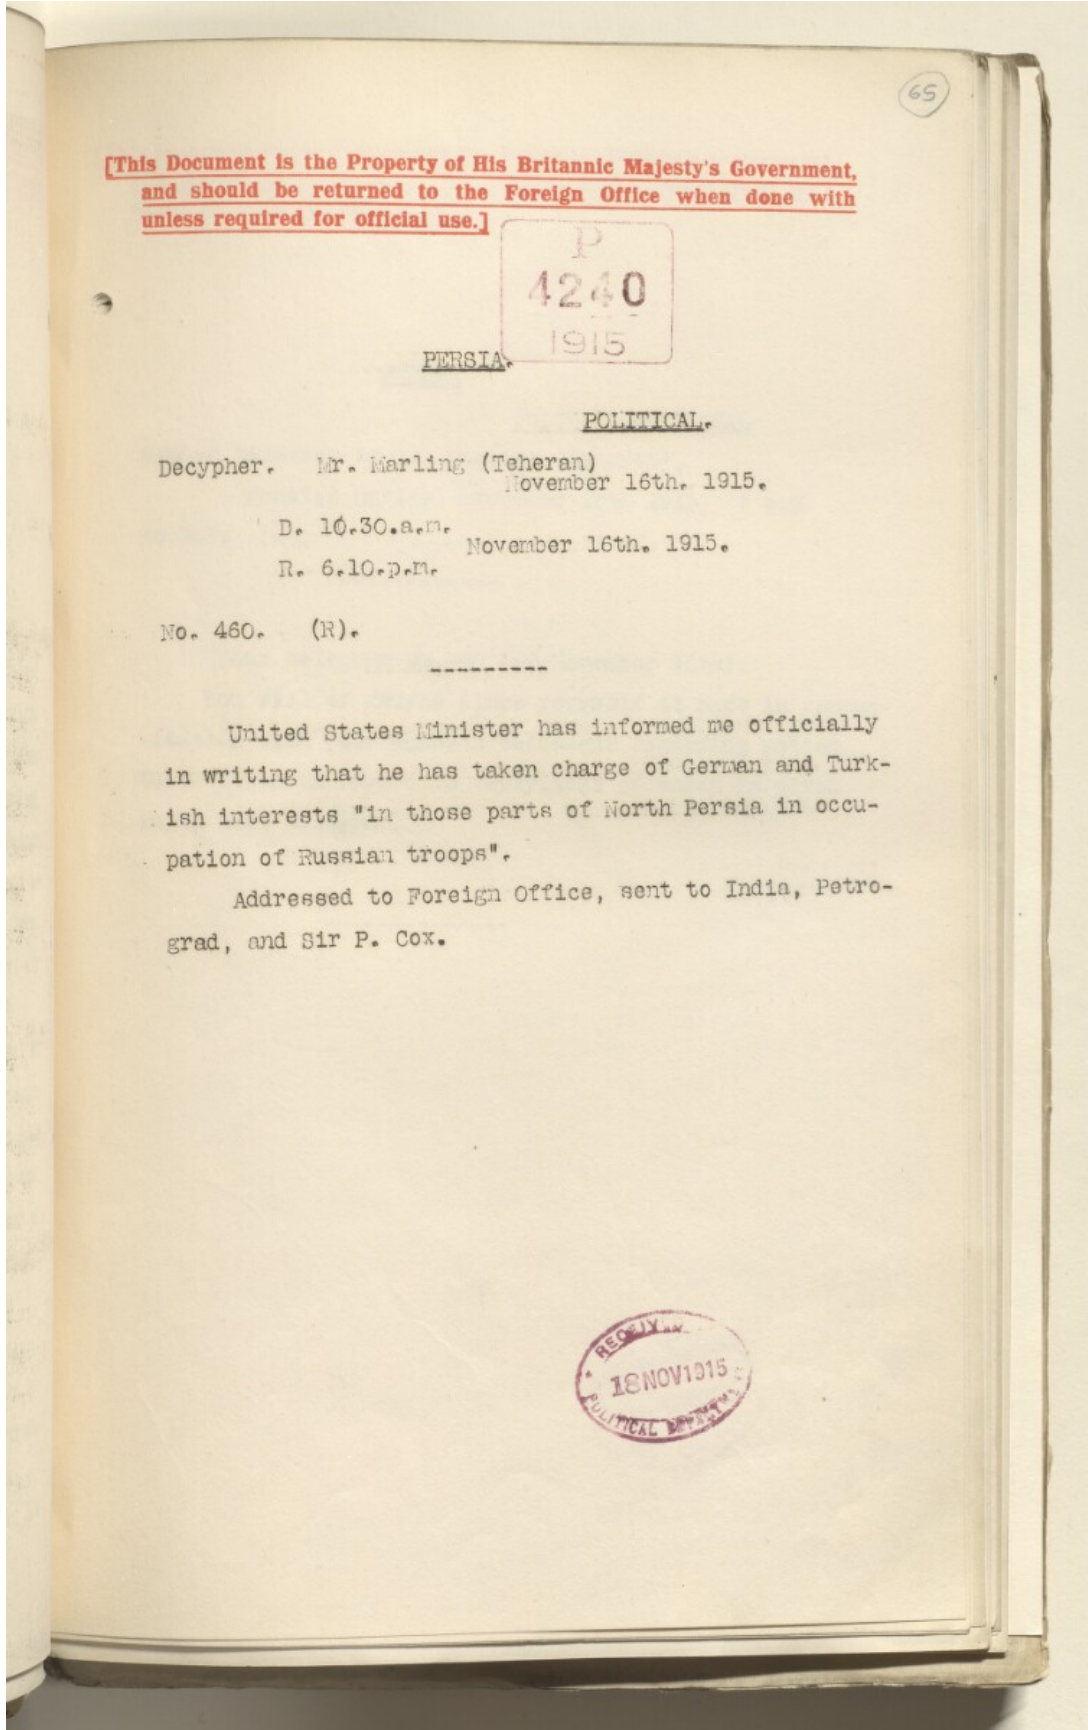 65
[This Document is the Property of His Britannic Majesty's Government,
and should be returned to the Foreign Office when done with
unless required for official use.]
P
4240
1915
PERSIA.
POLITICAL.
Decypher. Mr. Marling (Teheran)
November 16th. 1915.
D. 10.30.a.m.
November 16th. 1915.
R. 6.10.p.m.
No. 460. (R).
---------
United States Minister has informed me officially
in writing that he has taken charge of German and Turk-
ish interests "in those parts of North Persia in occu-
pation of Russian troops".
Addressed to Foreign Office, sent to India, Petro-
grad, and Sir P. Cox.
18NOV1915
POLITICAL